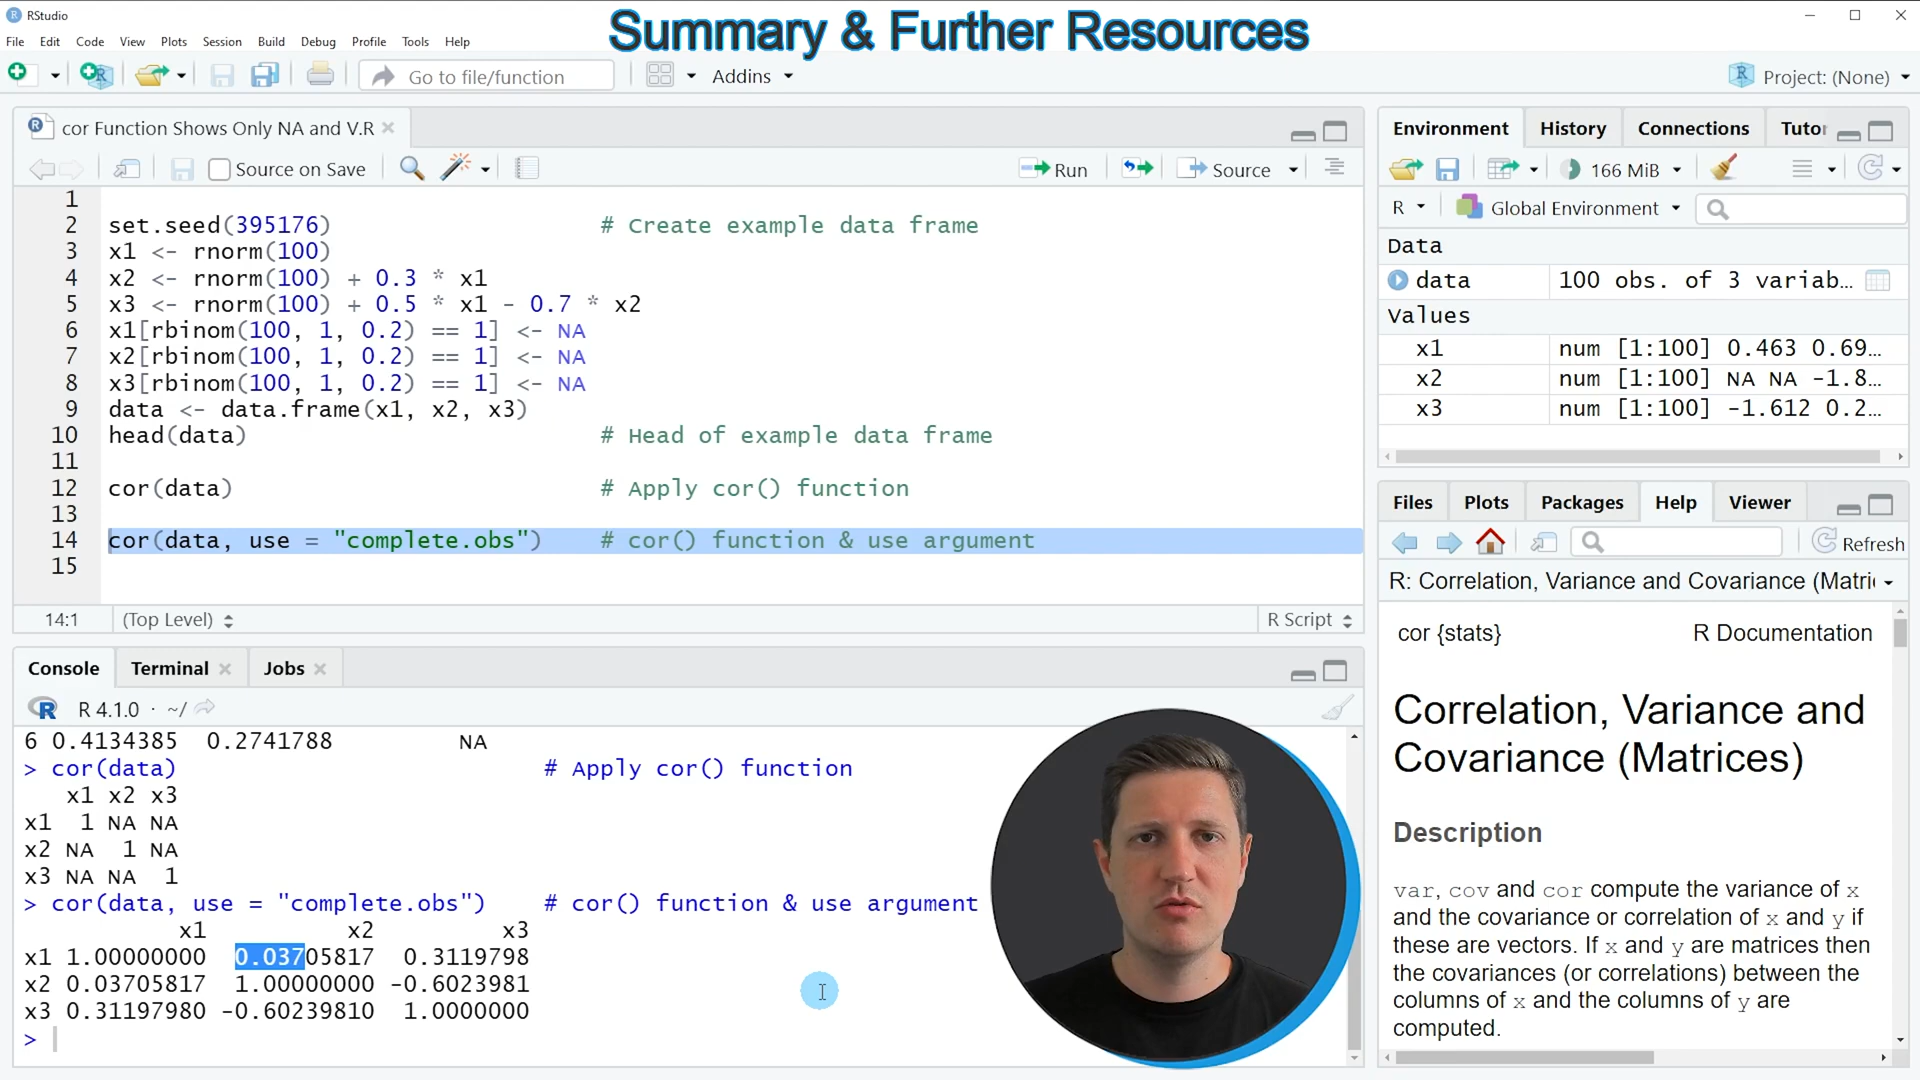 RStudio
Summary & Further Resources
File Edit Code View Plots Session Build Debug Profile Tools Help
Go to file/function
Addins
Project: (None)
cor Function Shows Only NA and V.R
Source on Save
Run
Source
1
2 set.seed(395176) # Create example data frame
3 x1 <- rnorm(100)
4 x2 <- rnorm(100) + 0.3 * x1
5 x3 <- rnorm(100) + 0.5 * x1 - 0.7 * x2
6 x1[rbinom(100, 1, 0.2) == 1] <- NA
7 x2[rbinom(100, 1, 0.2) == 1] <- NA
8 x3[rbinom(100, 1, 0.2) == 1] <- NA
9 data <- data.frame(x1, x2, x3)
10 head(data) # Head of example data frame
11
12 cor(data) # Apply cor() function
13
14 cor(data, use = "complete.obs") # cor() function & use argument
15
14:1 (Top Level) R Script
Console Terminal Jobs
R 4.1.0 · ~/
6 0.4134385 0.2741788 NA
> cor(data) # Apply cor() function
x1 x2 x3
x1 1 NA NA
x2 NA 1 NA
x3 NA NA 1
> cor(data, use = "complete.obs") # cor() function & use argument
x1 x2 x3
x1 1.00000000 0.03705817 0.3119798
x2 0.03705817 1.00000000 -0.6023981
x3 0.31197980 -0.60239810 1.0000000
>
Environment History Connections Tutor
166 MiB
R Global Environment
Data
data 100 obs. of 3 variab…
Values
x1 num [1:100] 0.463 0.69…
x2 num [1:100] NA NA -1.8…
x3 num [1:100] -1.612 0.2…
Files Plots Packages Help Viewer
Refresh
R: Correlation, Variance and Covariance (Matri
cor {stats} R Documentation
Correlation, Variance and
Covariance (Matrices)
Description
var, cov and cor compute the variance of x
and the covariance or correlation of x and y if
these are vectors. If x and y are matrices then
the covariances (or correlations) between the
columns of x and the columns of y are
computed.